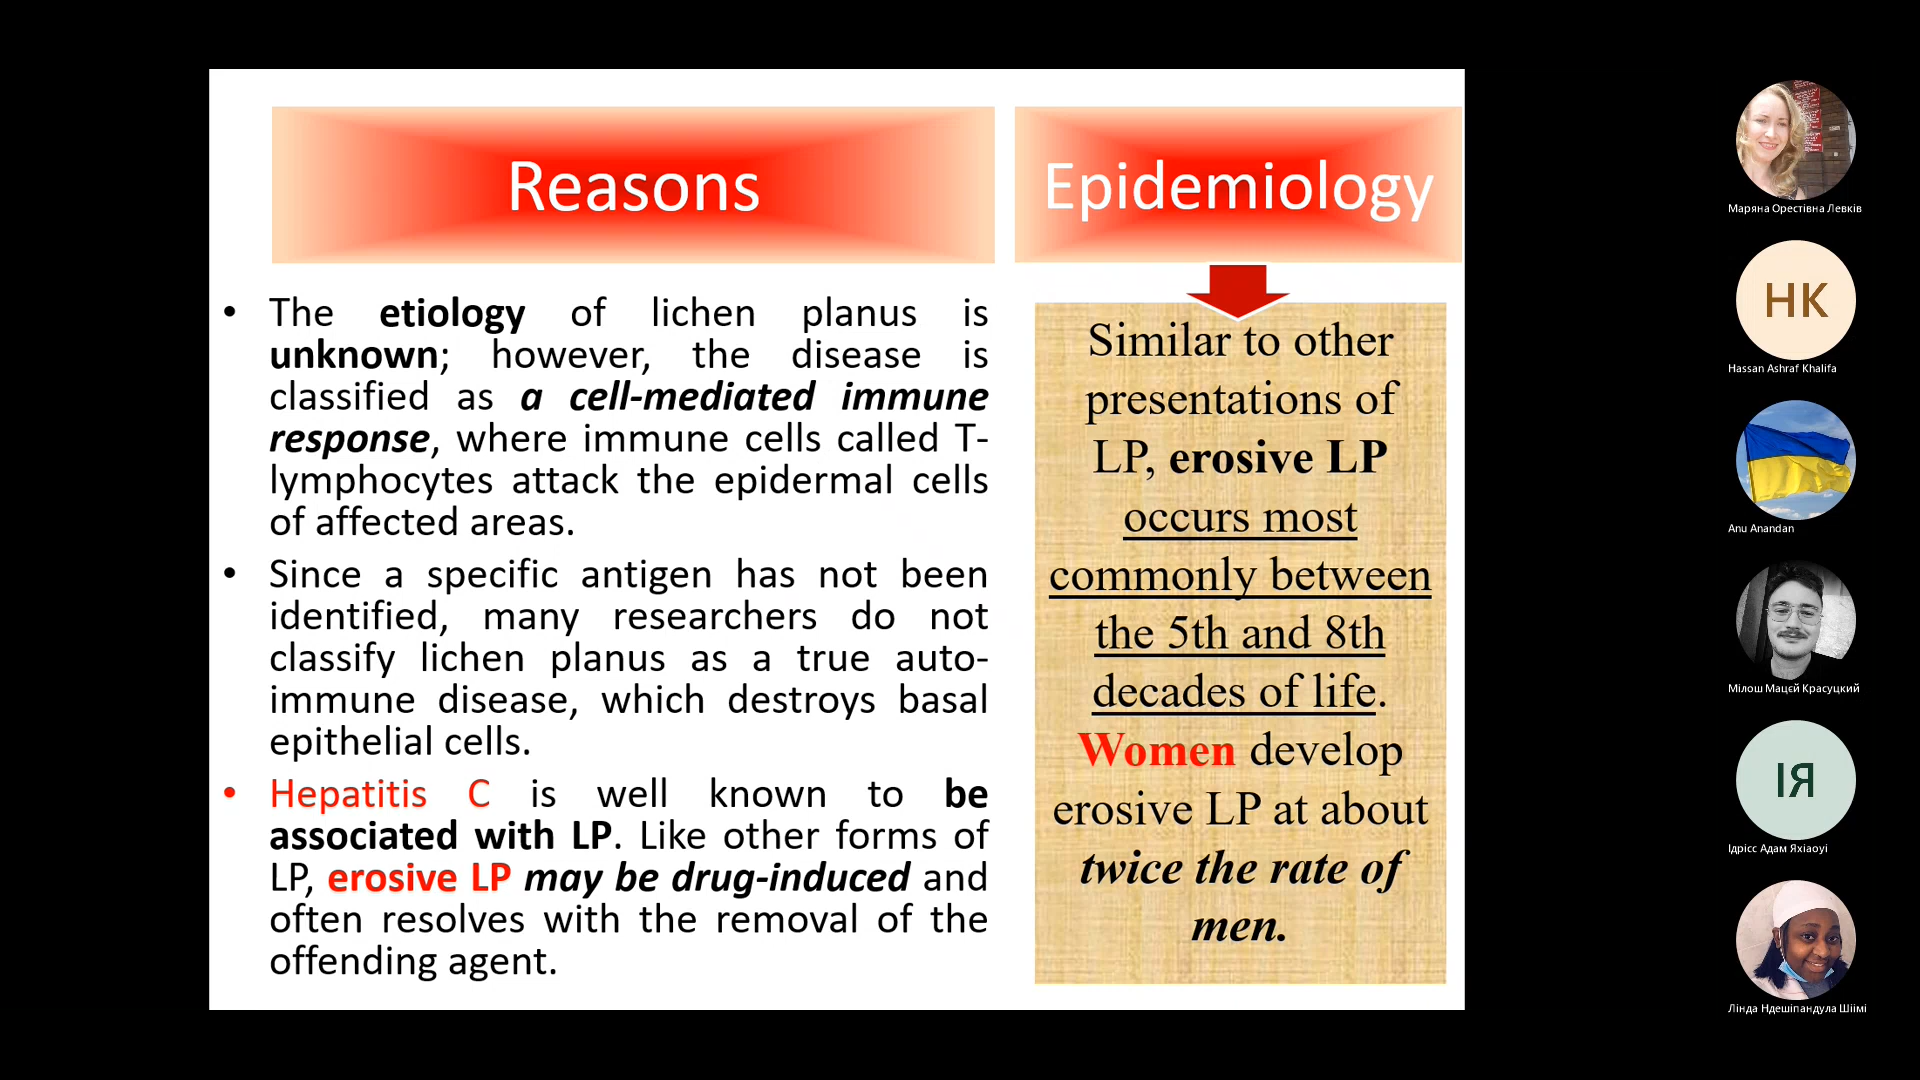 Reasons
• The etiology of lichen planus is
unknown; however, the disease is
classified as a cell-mediated immune
response, where immune cells called T-
lymphocytes attack the epidermal cells
of affected areas.
• Since a specific antigen has not been
identified, many researchers do not
classify lichen planus as a true auto-
immune disease, which destroys basal
epithelial cells.
• Hepatitis C is well known to be
associated with LP. Like other forms of
LP, erosive LP may be drug-induced and
often resolves with the removal of the
offending agent.
Epidemiology
Similar to other
presentations of
LP, erosive LP
occurs most
commonly between
the 5th and 8th
decades of life.
Women develop
erosive LP at about
twice the rate of
men.
Маряна Орестівна Левків
НК
Hassan Ashraf Khalifa
Anu Anandan
Мілош Мацєй Красуцкий
ІЯ
Ідрісс Адам Яхіаоуі
Лінда Ндешіпандула Шіімі